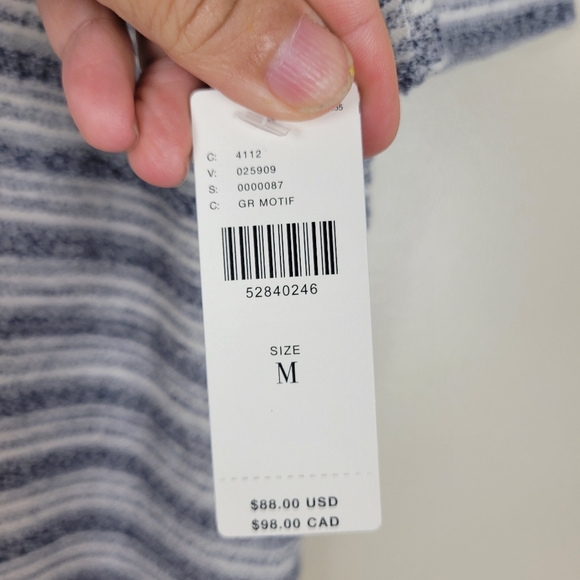 C: 4112
V: 025909
S: 0000087
C: GR MOTIF
52840246
SIZE
M
$88.00 USD
$98.00 CAD